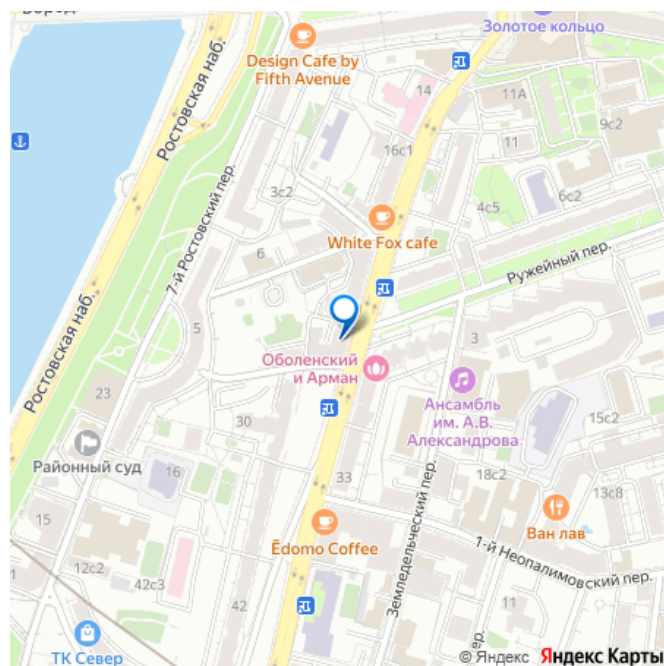 Золотое кольцо
Design Cafe by
Fifth Avenue
Ростовская наб.
14
11А
9с2
16с1
11
3с2
6с2
7-й Ростовский пер.
4с5
White Fox cafe
6
Ружейный пер.
Ростовская наб.
5
3
Оболенский
и Арман
Ансамбль
им. А.В.
Александрова
23
30
15с2
Районный суд
16
33
18с2
13с8
Земледельческий пер.
Ван лав
15
Ēdomo Coffee
1-й Неопалимовский пер.
12с2
42с3
42
11
ТК Север
пер.
© Яндекс Яндекс Карты